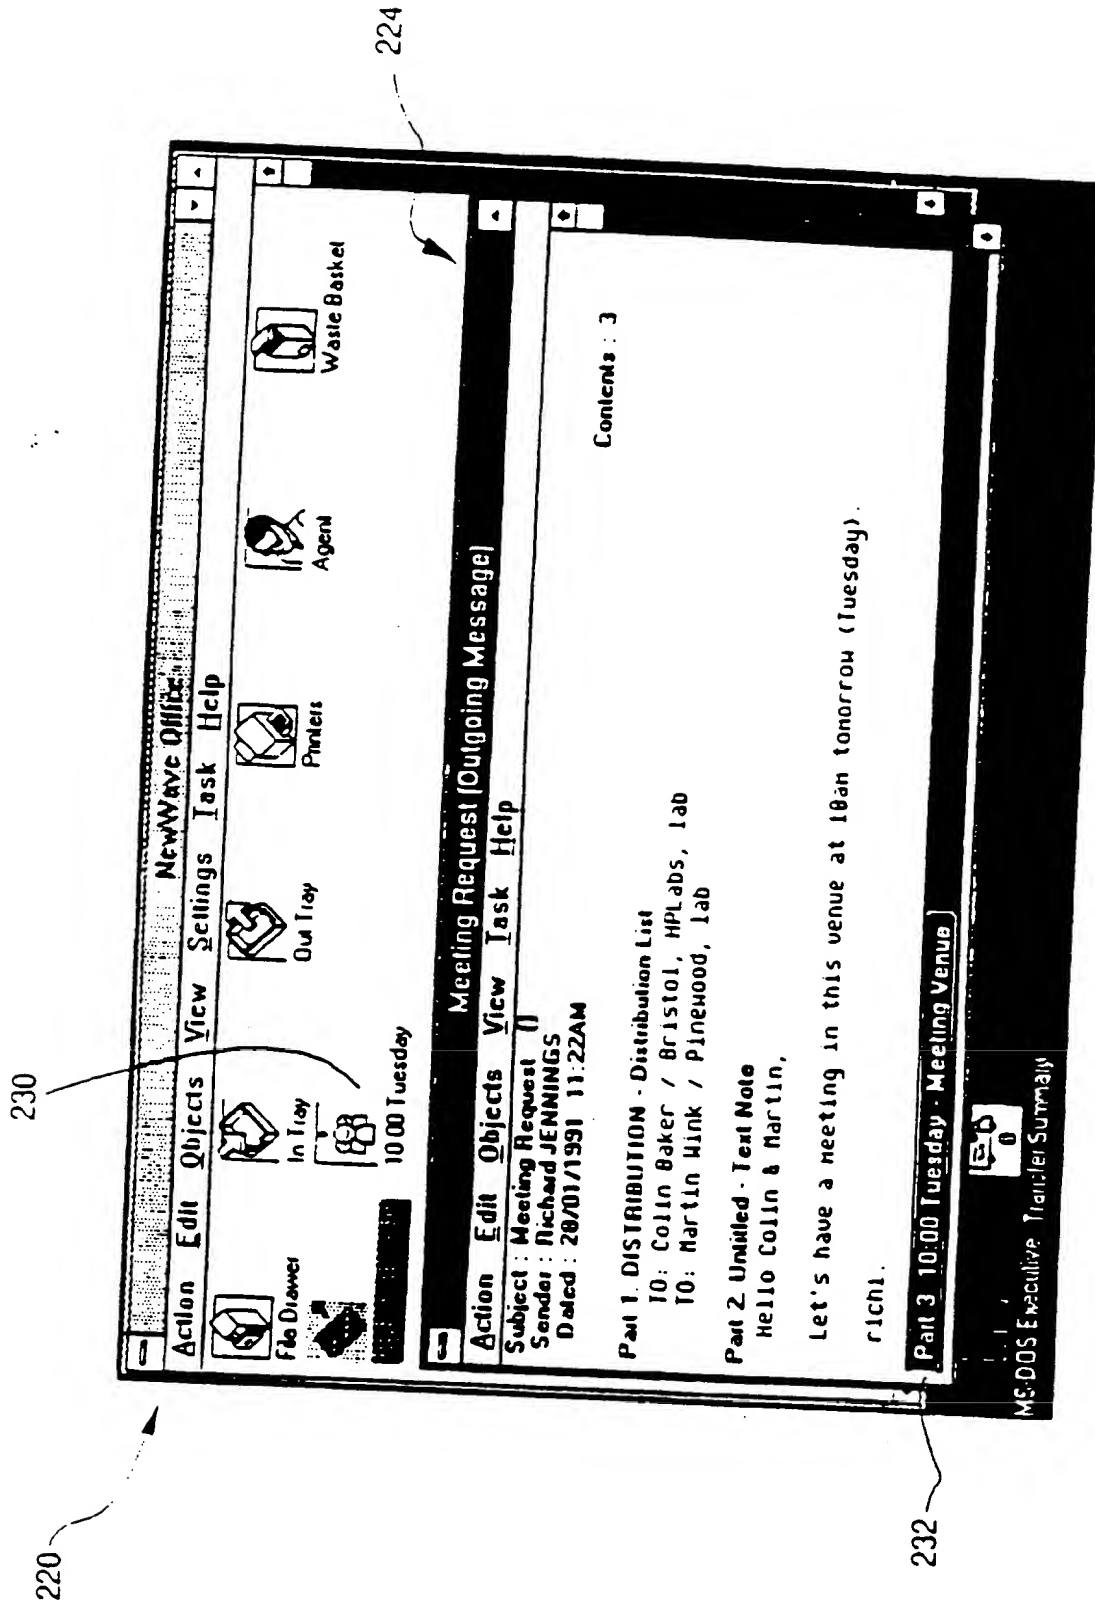 220
230
224
232
NewWave Office
Action Edit Objects View Settings Task Help
File Drawer
In Tray
Out Tray
Printers
Agent
Waste Basket
10:00 Tuesday
Meeting Request [Outgoing Message]
Action Edit Objects View Task Help
Subject : Meeting Request
Sender : Richard JENNINGS
Dated : 28/01/1991 11:22AM
Contents : 3
Part 1. DISTRIBUTION - Distribution List
TO: Colin Baker / Bristol, HPLabs, lab
TO: Martin Wink / Pinewood, lab
Part 2 Untitled - Text Note
Hello Colin & Martin,
Let's have a meeting in this venue at 10am tomorrow (Tuesday).
richi.
Part 3 10:00 Tuesday - Meeting Venue
MS-DOS Executive Transfer Summary